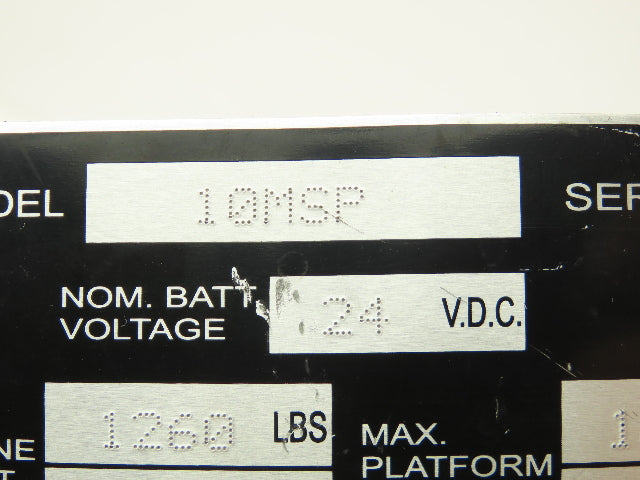 DEL 10MSP SER
NOM. BATT. 24 V.D.C.
VOLTAGE
1260 LBS MAX.
NE PLATFORM